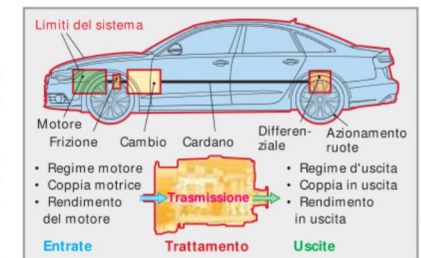 Limiti del sistema
Motore
Frizione
Cambio
Cardano
Differen-
ziale
Azionamento
ruote
• Regime motore
• Coppia motrice
• Rendimento
del motore
Trasmissione
• Regime d'uscita
• Coppia in uscita
• Rendimento
in uscita
Entrate
Trattamento
Uscite